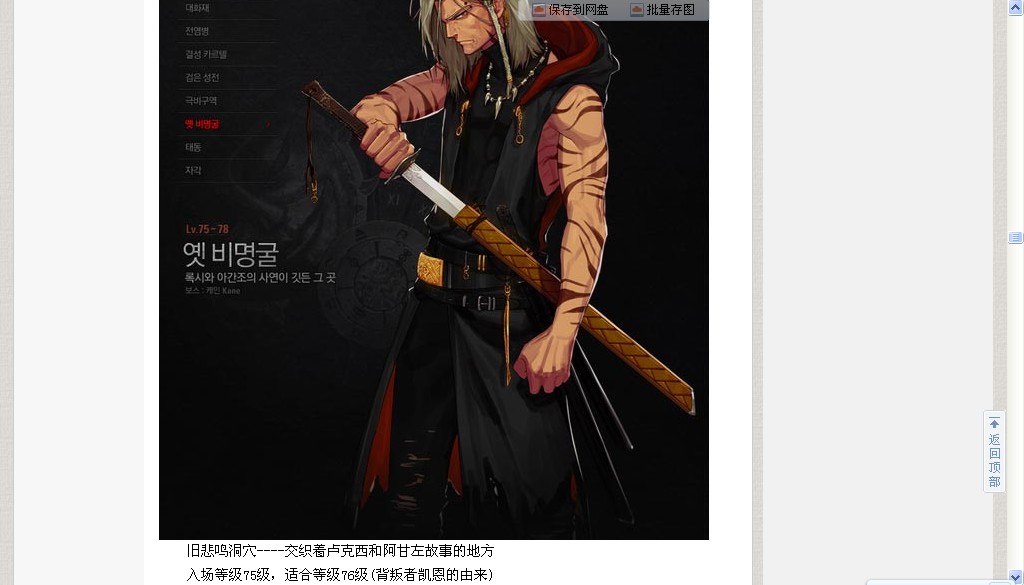 保存到网盘
批量存图
대화재
전염병
결성 카르텔
검은 성전
극비구역
옛 비명굴
태동
자각
Lv.75~78
옛 비명굴
록시와 아간조의 사연이 깃든 그 곳
보스 : 케인 Kane
旧悲鸣洞穴----交织着卢克西和阿甘左故事的地方
入场等级75级，适合等级76级(背叛者凯恩的由来)
返回顶部